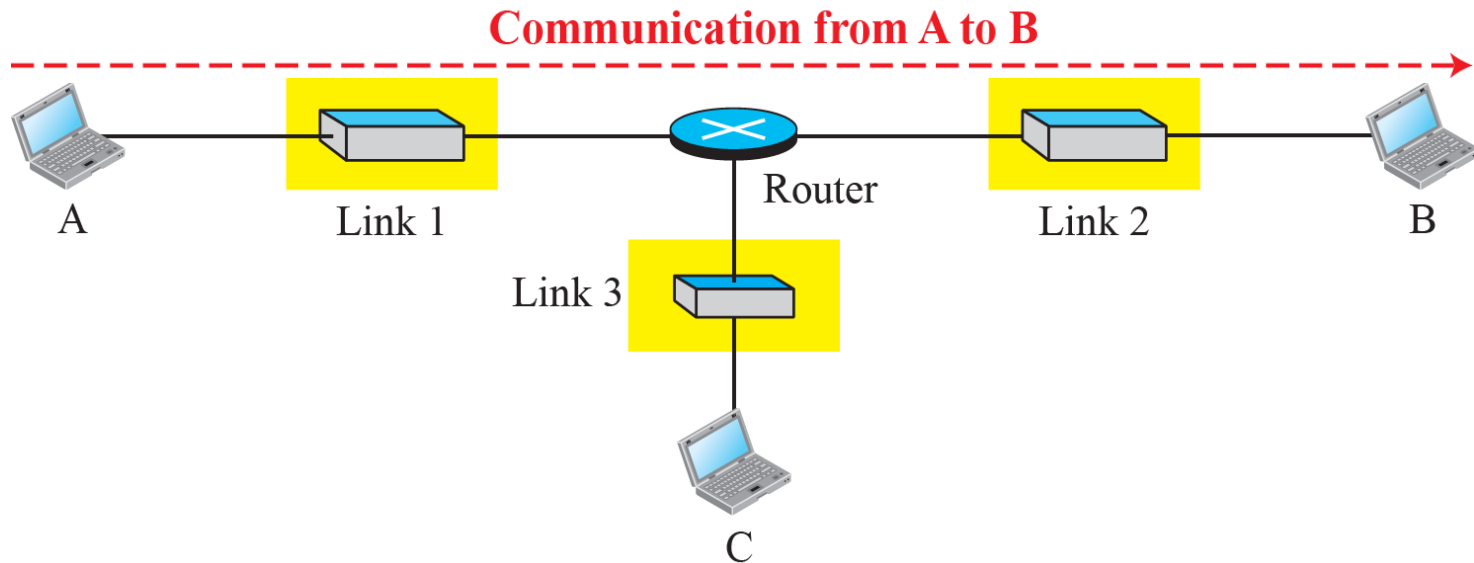 Communication from A to B
A
Link 1
Router
Link 2
B
Link 3
C